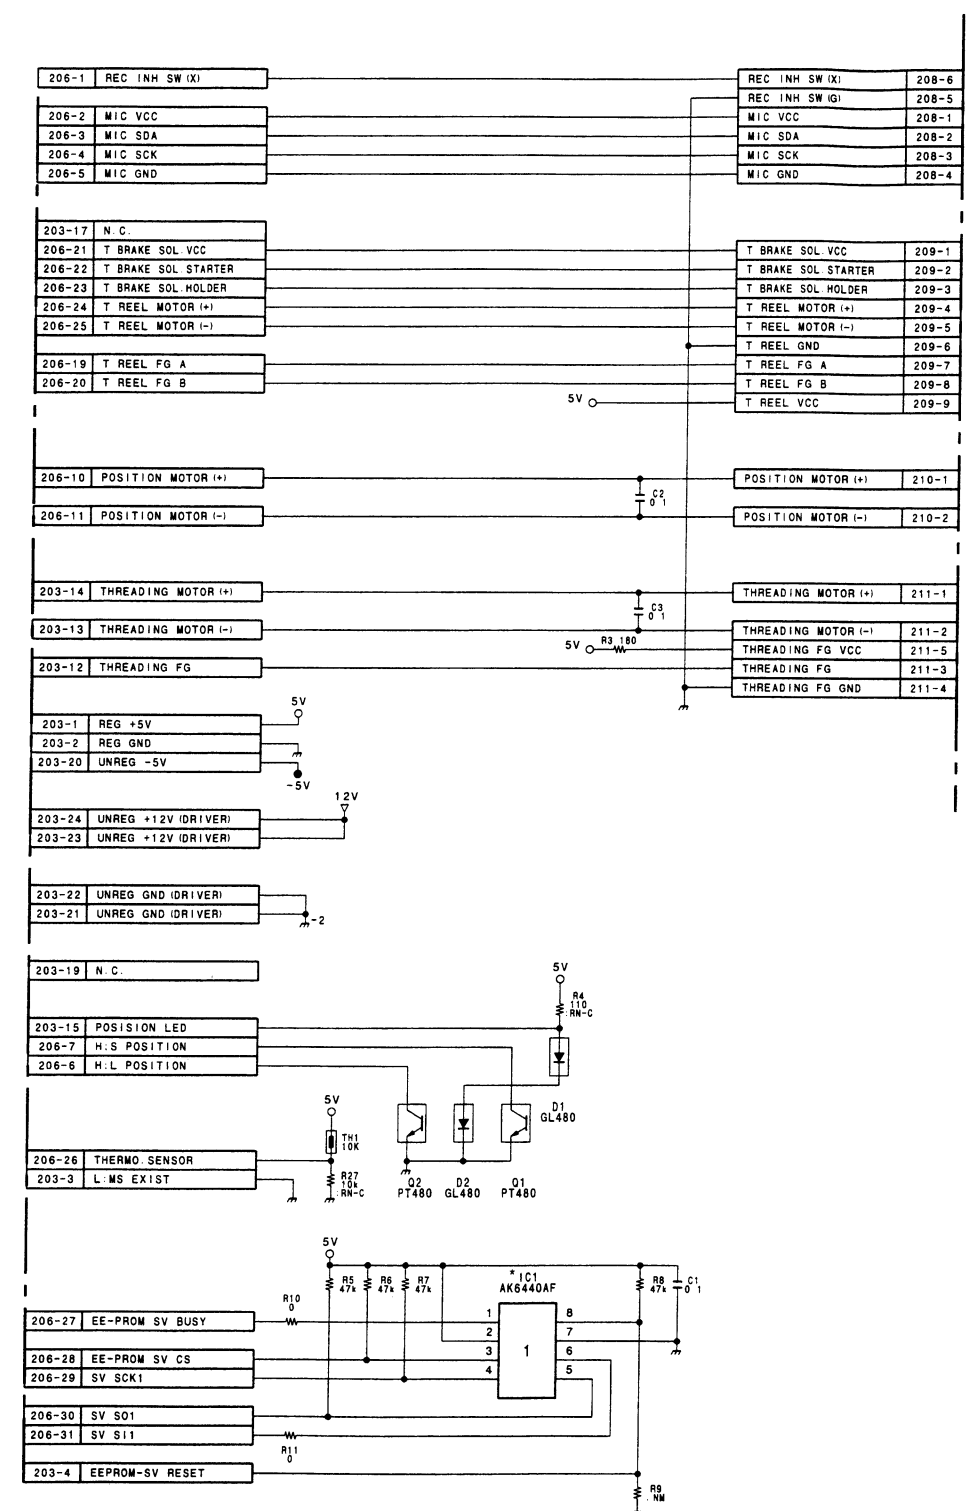 206-1 REC INH SW (X) REC INH SW (X) 208-6
REC INH SW (G) 208-5
206-2 MIC VCC MIC VCC 208-1
206-3 MIC SDA MIC SDA 208-2
206-4 MIC SCK MIC SCK 208-3
206-5 MIC GND MIC GND 208-4
203-17 N.C.
206-21 T BRAKE SOL.VCC T BRAKE SOL.VCC 209-1
206-22 T BRAKE SOL.STARTER T BRAKE SOL.STARTER 209-2
206-23 T BRAKE SOL.HOLDER T BRAKE SOL.HOLDER 209-3
206-24 T REEL MOTOR (+) T REEL MOTOR (+) 209-4
206-25 T REEL MOTOR (-) T REEL MOTOR (-) 209-5
T REEL GND 209-6
206-19 T REEL FG A T REEL FG A 209-7
206-20 T REEL FG B T REEL FG B 209-8
5V T REEL VCC 209-9
206-10 POSITION MOTOR (+) POSITION MOTOR (+) 210-1
C2
0.1
206-11 POSITION MOTOR (-) POSITION MOTOR (-) 210-2
203-14 THREADING MOTOR (+) THREADING MOTOR (+) 211-1
C3
0.1
203-13 THREADING MOTOR (-) THREADING MOTOR (-) 211-2
5V R3 180 THREADING FG VCC 211-5
203-12 THREADING FG THREADING FG 211-3
THREADING FG GND 211-4
5V
203-1 REG +5V
203-2 REG GND
203-20 UNREG -5V
-5V
12V
203-24 UNREG +12V (DRIVER)
203-23 UNREG +12V (DRIVER)
203-22 UNREG GND (DRIVER)
203-21 UNREG GND (DRIVER)
-2
203-19 N.C.
5V
R4
110
:RN-C
203-15 POSISION LED
206-7 H:S POSITION
206-6 H:L POSITION
D1
GL480
5V
TH1
10K
206-26 THERMO.SENSOR
203-3 L:MS EXIST
R27
10k
:RN-C
Q2
PT480
D2
GL480
Q1
PT480
5V
R5
47k
R6
47k
R7
47k
* IC1
AK6440AF
R8
47k
C1
0.1
R10
0
206-27 EE-PROM SV BUSY
1 8
2 7
1
3 6
4 5
206-28 EE-PROM SV CS
206-29 SV SCK1
206-30 SV SO1
206-31 SV SI1
R11
0
203-4 EEPROM-SV RESET
R9
:NM